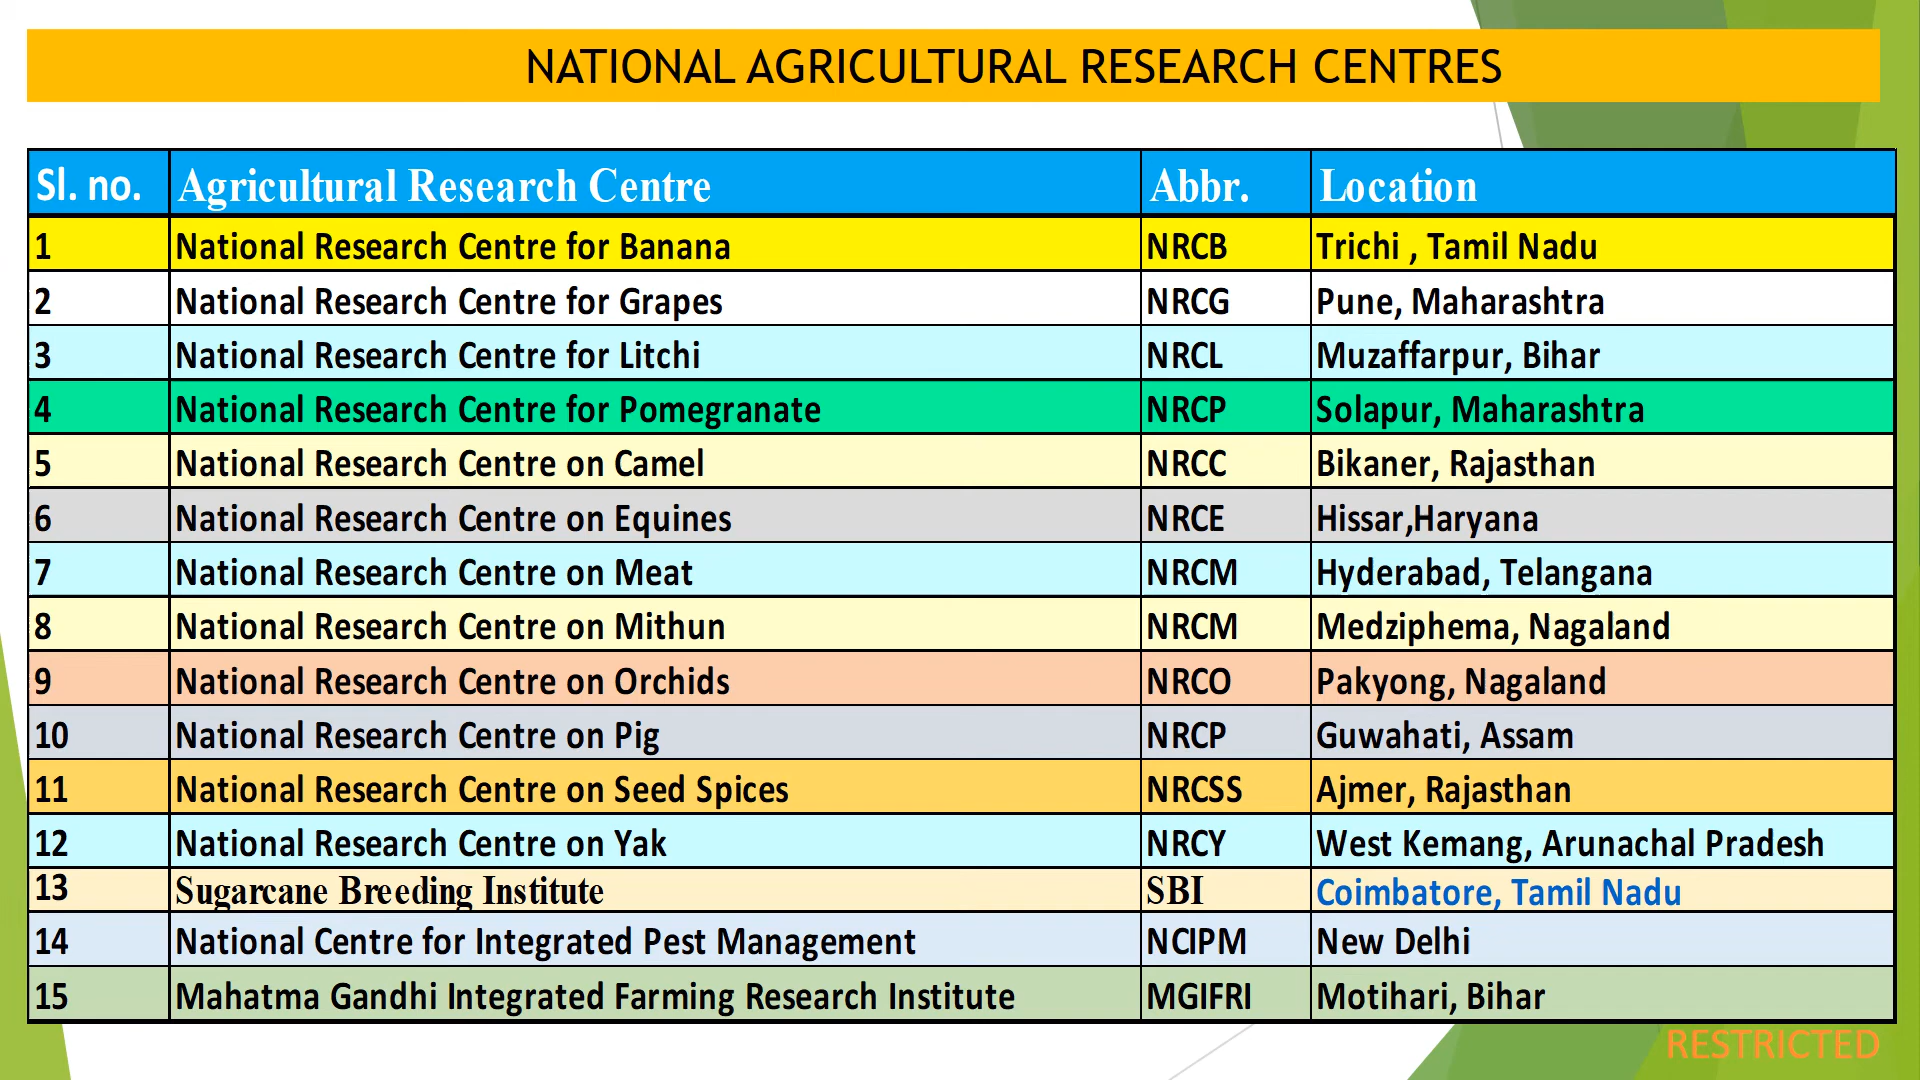 NATIONAL AGRICULTURAL RESEARCH CENTRES
Sl. no. Agricultural Research Centre Abbr. Location
1 National Research Centre for Banana NRCB Trichi , Tamil Nadu
2 National Research Centre for Grapes NRCG Pune, Maharashtra
3 National Research Centre for Litchi NRCL Muzaffarpur, Bihar
4 National Research Centre for Pomegranate NRCP Solapur, Maharashtra
5 National Research Centre on Camel NRCC Bikaner, Rajasthan
6 National Research Centre on Equines NRCE Hissar,Haryana
7 National Research Centre on Meat NRCM Hyderabad, Telangana
8 National Research Centre on Mithun NRCM Medziphema, Nagaland
9 National Research Centre on Orchids NRCO Pakyong, Nagaland
10 National Research Centre on Pig NRCP Guwahati, Assam
11 National Research Centre on Seed Spices NRCSS Ajmer, Rajasthan
12 National Research Centre on Yak NRCY West Kemang, Arunachal Pradesh
13 Sugarcane Breeding Institute SBI Coimbatore, Tamil Nadu
14 National Centre for Integrated Pest Management NCIPM New Delhi
15 Mahatma Gandhi Integrated Farming Research Institute MGIFRI Motihari, Bihar
RESTRICTED